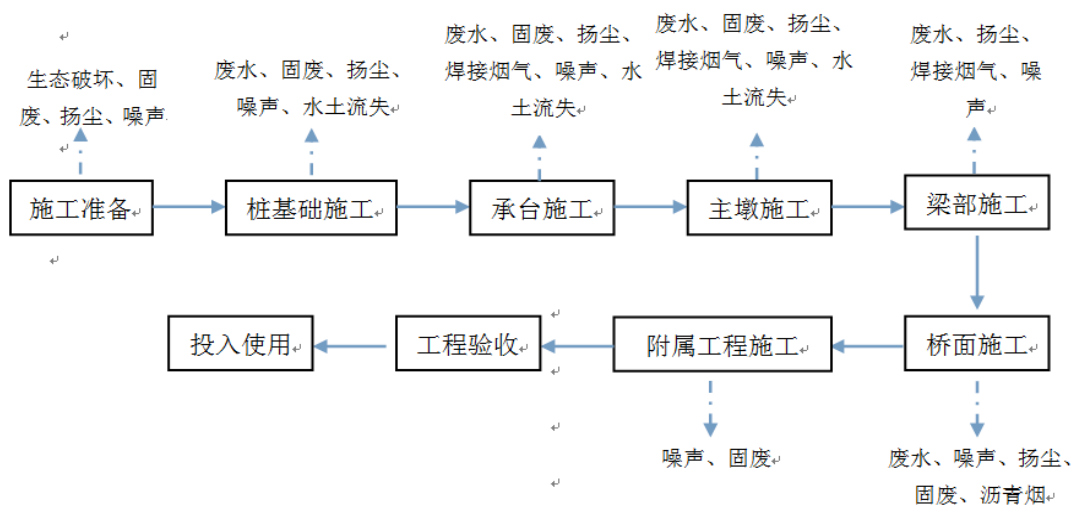 生态破坏、固
废、扬尘、噪声
废水、固废、扬尘、
噪声、水土流失
废水、固废、扬尘、
焊接烟气、噪声、水
土流失
废水、固废、扬尘、
焊接烟气、噪声、水
土流失
废水、扬尘、
焊接烟气、噪
声
施工准备
桩基础施工
承台施工
主墩施工
梁部施工
投入使用
工程验收
附属工程施工
桥面施工
噪声、固废
废水、噪声、扬尘、
固废、沥青烟